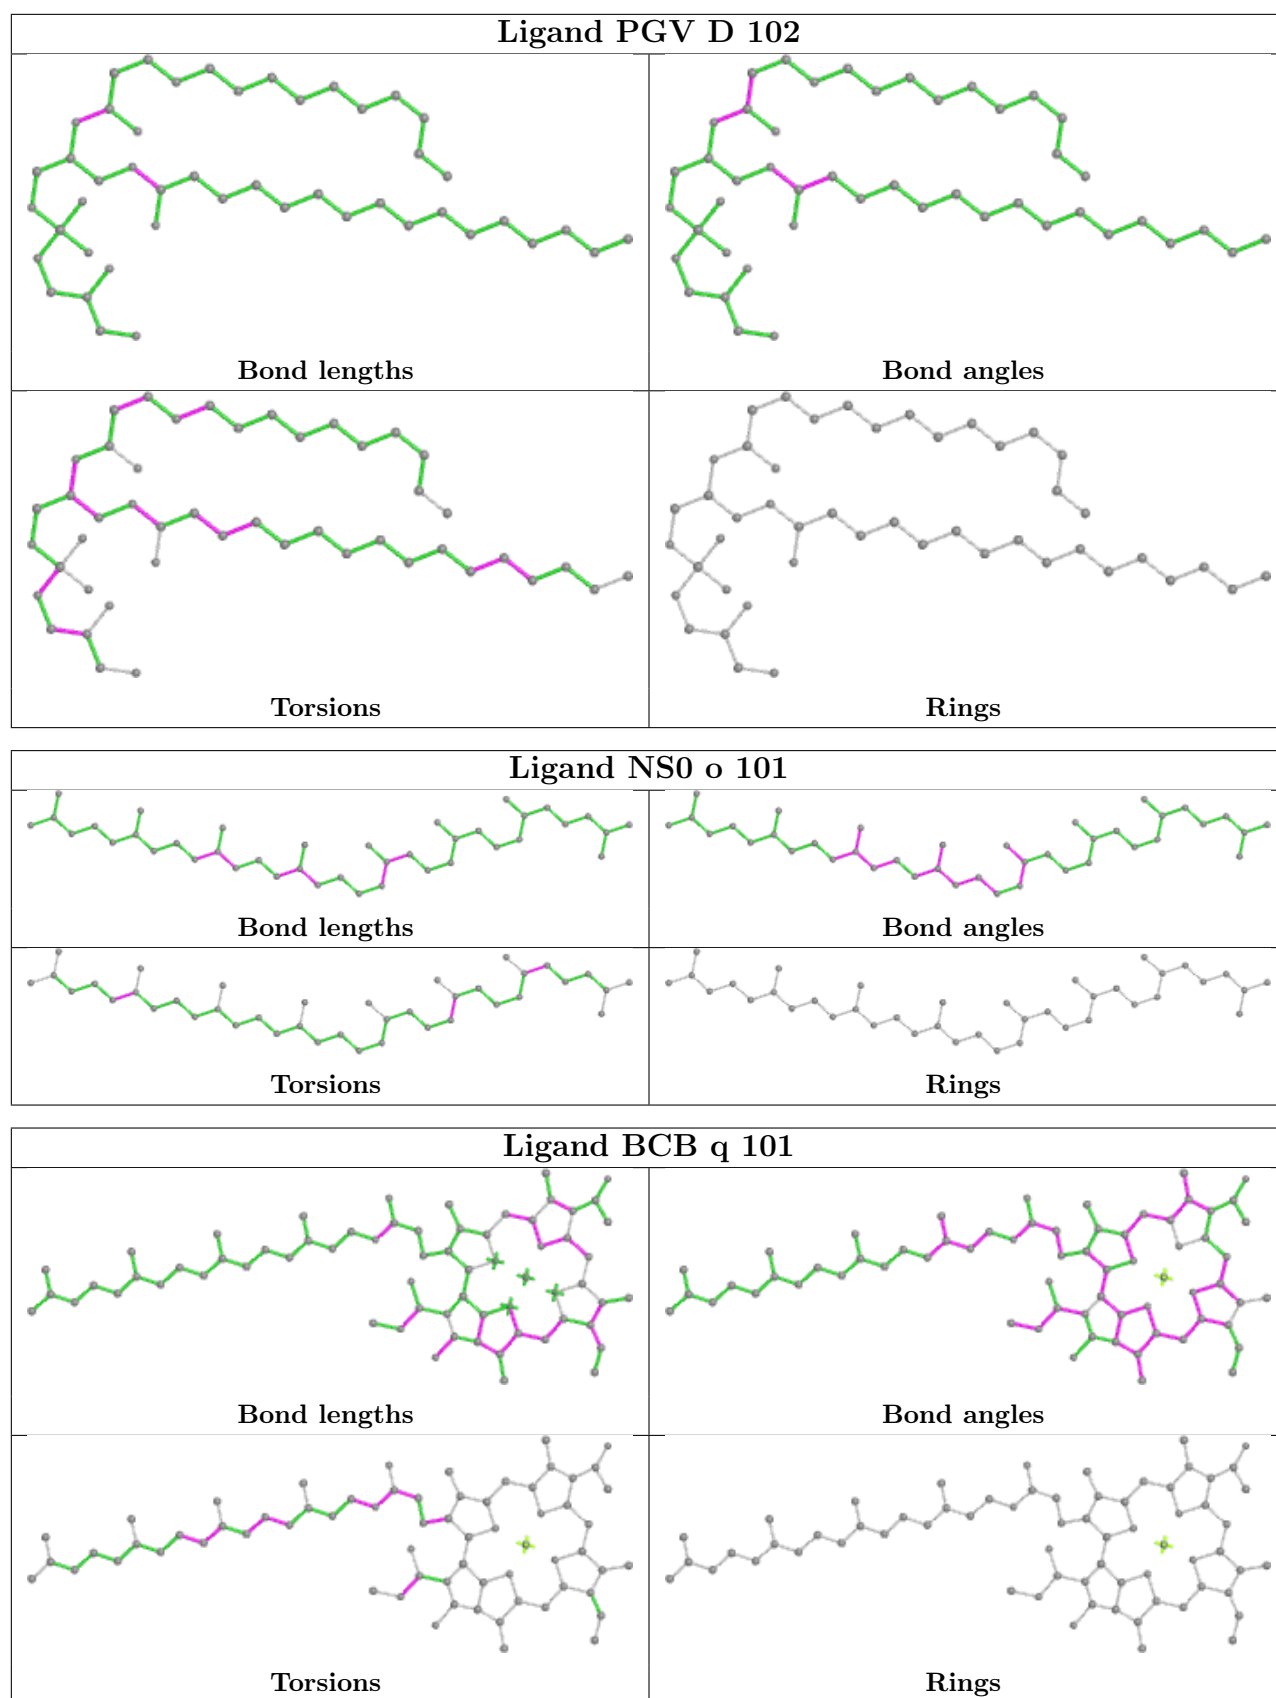 Ligand PGV D 102
Bond lengths
Bond angles
Torsions
Rings
Ligand NS0 o 101
Bond lengths
Bond angles
Torsions
Rings
Ligand BCB q 101
Bond lengths
Bond angles
Torsions
Rings